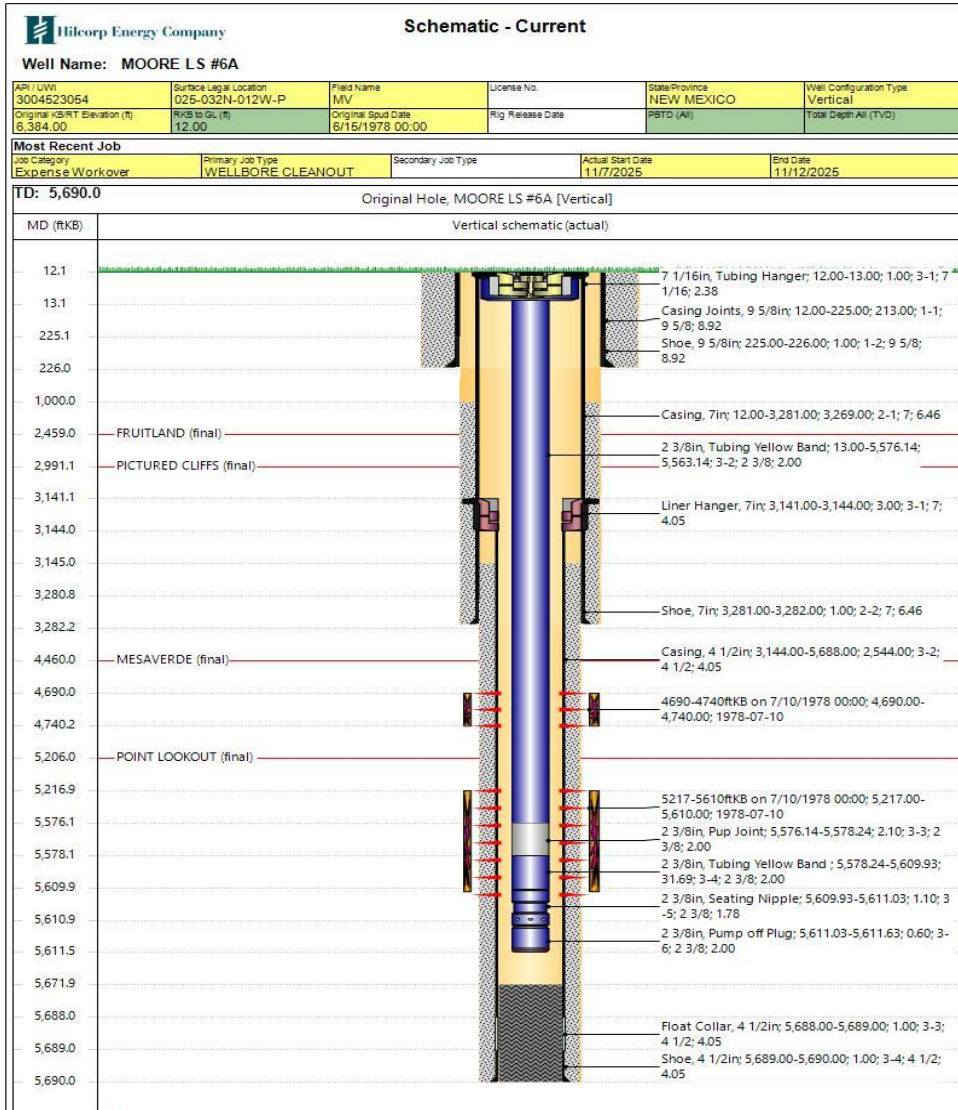 Hilcorp Energy Company
Schematic - Current
Well Name: MOORE LS #6A
API / UWI
3004523054
Surface Legal Location
025-032N-012W-P
Field Name
MV
License No.
State/Province
NEW MEXICO
Well Configuration Type
Vertical
Original KB/RT Elevation (ft)
6,384.00
RKB to GL (ft)
12.00
Original Spud Date
6/15/1978 00:00
Rig Release Date
PBTD (All)
Total Depth All (TVD)
Most Recent Job
Job Category
Expense Workover
Primary Job Type
WELLBORE CLEANOUT
Secondary Job Type
Actual Start Date
11/7/2025
End Date
11/12/2025
TD: 5,690.0
Original Hole, MOORE LS #6A [Vertical]
MD (ftKB)
Vertical schematic (actual)
12.1
7 1/16in, Tubing Hanger; 12.00-13.00; 1.00; 3-1; 7
1/16; 2.38
13.1
Casing Joints, 9 5/8in; 12.00-225.00; 213.00; 1-1;
9 5/8; 8.92
225.1
Shoe, 9 5/8in; 225.00-226.00; 1.00; 1-2; 9 5/8;
8.92
226.0
1,000.0
Casing, 7in; 12.00-3,281.00; 3,269.00; 2-1; 7; 6.46
2,459.0
FRUITLAND (final)
2 3/8in, Tubing Yellow Band; 13.00-5,576.14;
5,563.14; 3-2; 2 3/8; 2.00
2,991.1
PICTURED CLIFFS (final)
3,141.1
Liner Hanger, 7in; 3,141.00-3,144.00; 3.00; 3-1; 7;
4.05
3,144.0
3,145.0
3,280.8
Shoe, 7in; 3,281.00-3,282.00; 1.00; 2-2; 7; 6.46
3,282.2
4,460.0
MESAVERDE (final)
Casing, 4 1/2in; 3,144.00-5,688.00; 2,544.00; 3-2;
4 1/2; 4.05
4,690.0
4690-4740ftKB on 7/10/1978 00:00; 4,690.00-
4,740.00; 1978-07-10
4,740.2
5,206.0
POINT LOOKOUT (final)
5,216.9
5217-5610ftKB on 7/10/1978 00:00; 5,217.00-
5,610.00; 1978-07-10
5,576.1
2 3/8in, Pup Joint; 5,576.14-5,578.24; 2.10; 3-3; 2
3/8; 2.00
5,578.1
2 3/8in, Tubing Yellow Band ; 5,578.24-5,609.93;
31.69; 3-4; 2 3/8; 2.00
5,609.9
2 3/8in, Seating Nipple; 5,609.93-5,611.03; 1.10; 3
-5; 2 3/8; 1.78
5,610.9
2 3/8in, Pump off Plug; 5,611.03-5,611.63; 0.60; 3-
6; 2 3/8; 2.00
5,611.5
5,671.9
5,688.0
Float Collar, 4 1/2in; 5,688.00-5,689.00; 1.00; 3-3;
4 1/2; 4.05
5,689.0
Shoe, 4 1/2in; 5,689.00-5,690.00; 1.00; 3-4; 4 1/2;
4.05
5,690.0